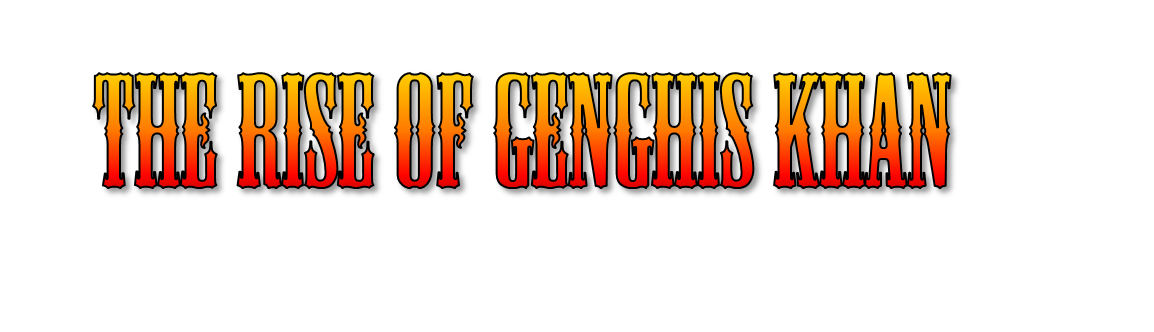 THE RISE OF GENGHIS KHAN